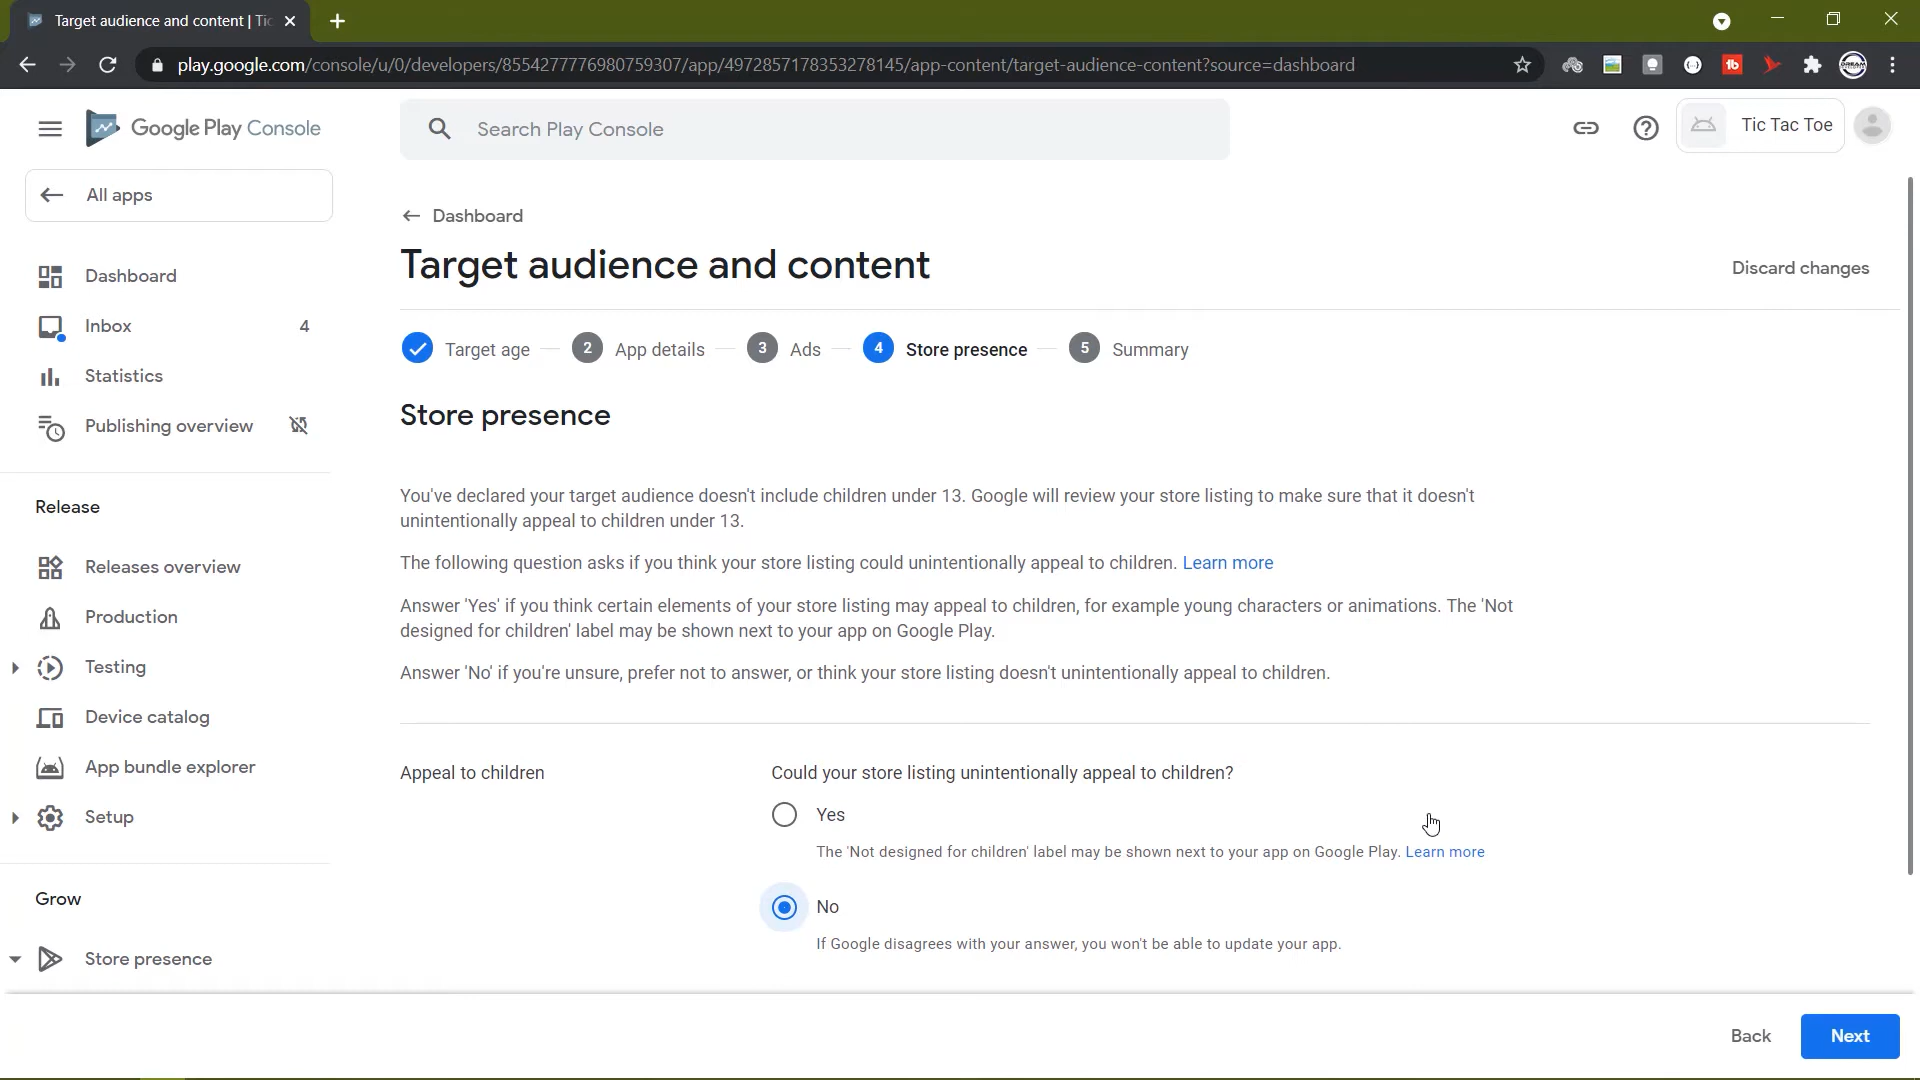 Target audience and content | Tic
play.google.com/console/u/0/developers/8554277776980759307/app/4972857178353278145/app-content/target-audience-content?source=dashboard
Google Play Console
Search Play Console
Tic Tac Toe
All apps
Dashboard
Target audience and content
Discard changes
Dashboard
Inbox 4
Statistics
Publishing overview
Target age
2 App details
3 Ads
4 Store presence
5 Summary
Store presence
You've declared your target audience doesn't include children under 13. Google will review your store listing to make sure that it doesn't
unintentionally appeal to children under 13.
The following question asks if you think your store listing could unintentionally appeal to children. Learn more
Answer 'Yes' if you think certain elements of your store listing may appeal to children, for example young characters or animations. The 'Not
designed for children' label may be shown next to your app on Google Play.
Answer 'No' if you're unsure, prefer not to answer, or think your store listing doesn't unintentionally appeal to children.
Release
Releases overview
Production
Testing
Device catalog
App bundle explorer
Setup
Appeal to children
Could your store listing unintentionally appeal to children?
Yes
The 'Not designed for children' label may be shown next to your app on Google Play. Learn more
No
If Google disagrees with your answer, you won't be able to update your app.
Grow
Store presence
Back
Next